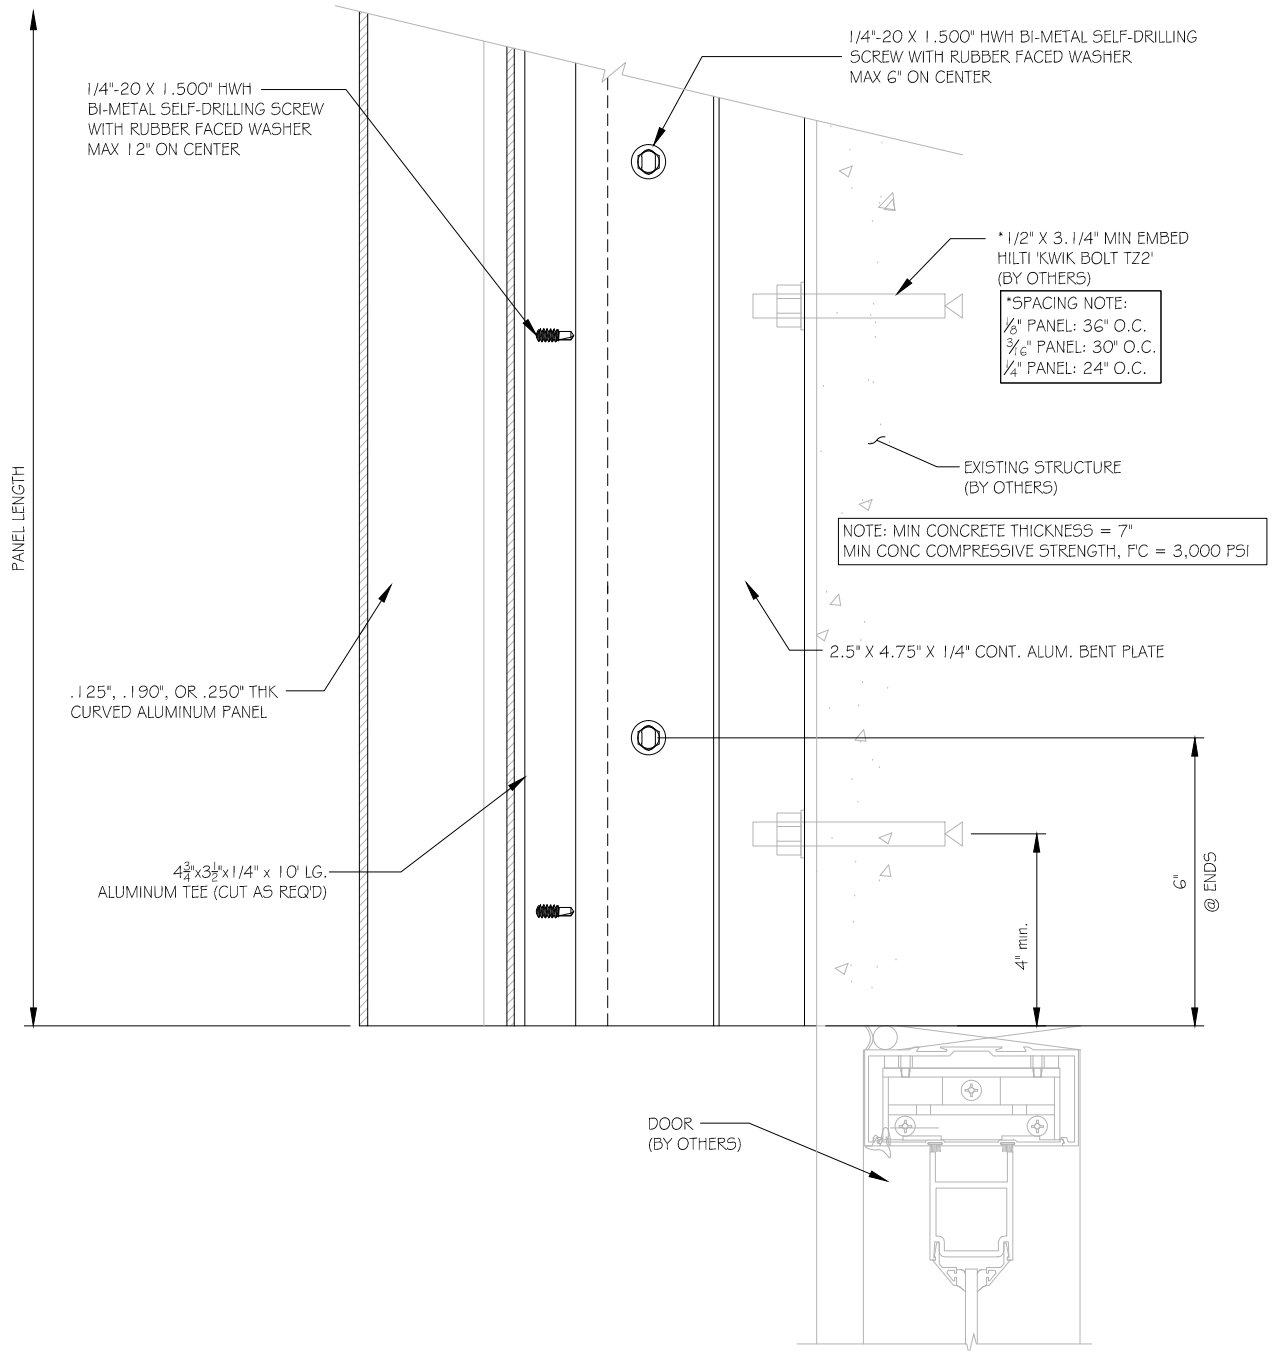 1/4"-20 X 1.500" HWH BI-METAL SELF-DRILLING
SCREW WITH RUBBER FACED WASHER
MAX 6" ON CENTER
1/4"-20 X 1.500" HWH
BI-METAL SELF-DRILLING SCREW
WITH RUBBER FACED WASHER
MAX 12" ON CENTER
*1/2" X 3.1/4" MIN EMBED
HILTI 'KWIK BOLT TZ2'
(BY OTHERS)
*SPACING NOTE:
1/8" PANEL: 36" O.C.
3/16" PANEL: 30" O.C.
1/4" PANEL: 24" O.C.
EXISTING STRUCTURE
(BY OTHERS)
PANEL LENGTH
NOTE: MIN CONCRETE THICKNESS = 7"
MIN CONC COMPRESSIVE STRENGTH, F'C = 3,000 PSI
2.5" X 4.75" X 1/4" CONT. ALUM. BENT PLATE
.125", .190", OR .250" THK
CURVED ALUMINUM PANEL
4 3/4"x3 1/2"x1/4" x 10' LG.
ALUMINUM TEE (CUT AS REQ'D)
6"
@ ENDS
4" min.
DOOR
(BY OTHERS)